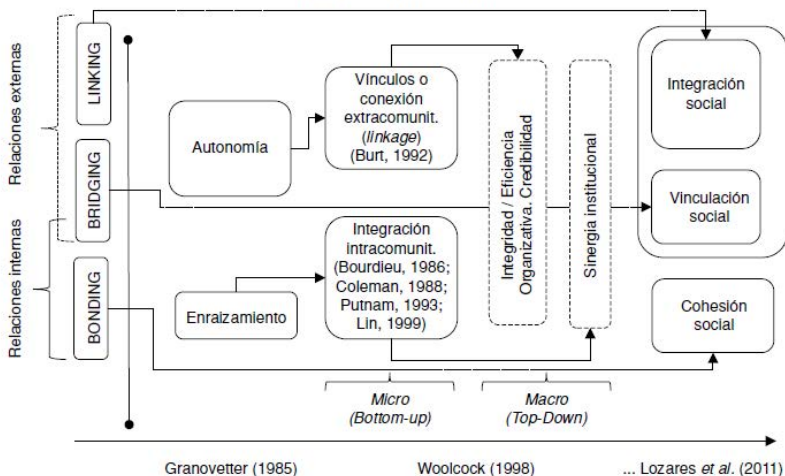 Relaciones externas
Relaciones internas
LINKING
BRIDGING
BONDING
Autonomía
Enraizamiento
Vínculos o
conexión
extracomunit.
(linkage)
(Burt, 1992)
Integración
intracomunit.
(Bourdieu, 1986;
Coleman, 1988;
Putnam, 1993;
Lin, 1999)
Integridad / Eficiencia
Organizativa. Credibilidad
Sinergia institucional
Integración
social
Vinculación
social
Cohesión
social
Micro
(Bottom-up)
Macro
(Top-Down)
Granovetter (1985)
Woolcock (1998)
... Lozares et al. (2011)